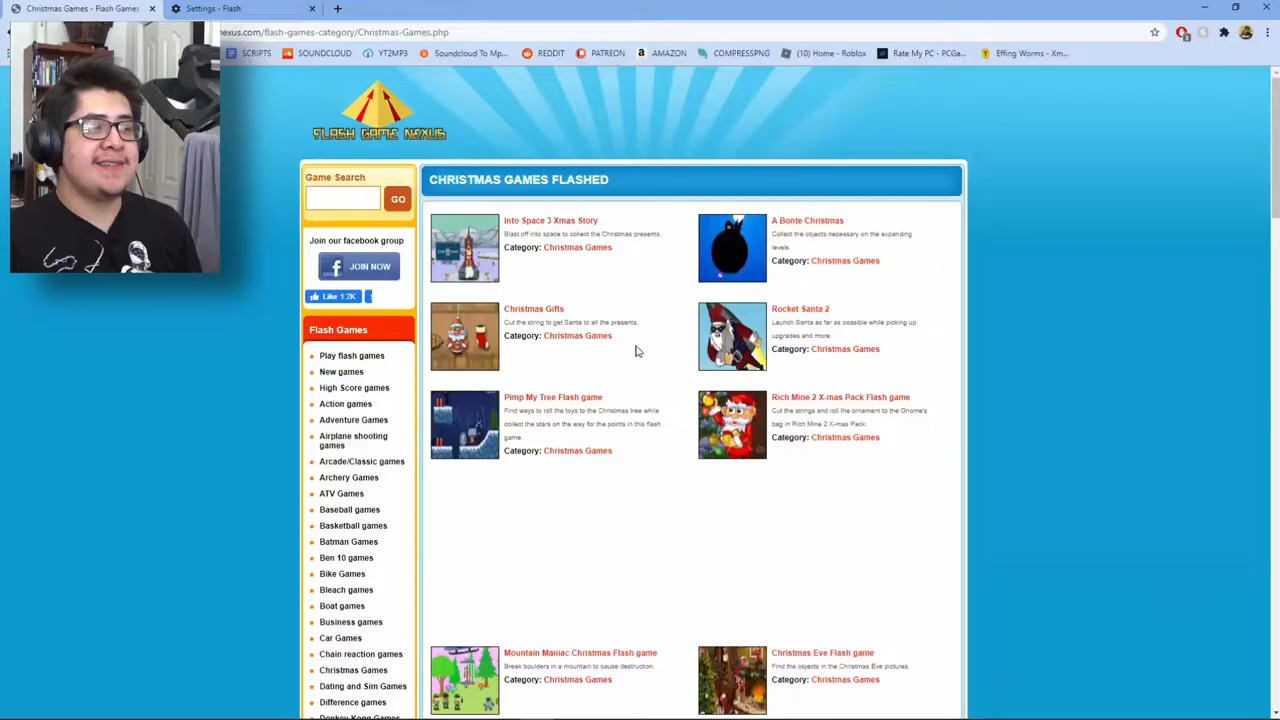 Christmas Games - Flash Games
Settings - Flash
nexus.com/flash-games-category/Christmas-Games.php
SCRIPTS
SOUNDCLOUD
YT2MP3
Soundcloud To Mp...
REDDIT
PATREON
AMAZON
COMPRESSPNG
(10) Home - Roblox
Rate My PC - PCGa...
Effing Worms - Xm...
FLASH GAME NEXUS
Game Search
GO
Join our facebook group
JOIN NOW
Like 1.2K
Flash Games
Play flash games
New games
High Score games
Action games
Adventure Games
Airplane shooting
games
Arcade/Classic games
Archery Games
ATV Games
Baseball games
Basketball games
Batman Games
Ben 10 games
Bike Games
Bleach games
Boat games
Business games
Car Games
Chain reaction games
Christmas Games
Dating and Sim Games
Difference games
Donkey Kong Games
CHRISTMAS GAMES FLASHED
Into Space 3 Xmas Story
Blast off into space to collect the Christmas presents.
Category: Christmas Games
A Bonte Christmas
Collect the objects necessary on the expanding
levels.
Category: Christmas Games
Christmas Gifts
Cut the string to get Santa to all the presents.
Category: Christmas Games
Rocket Santa 2
Launch Santa as far as possible while picking up
upgrades and more.
Category: Christmas Games
Pimp My Tree Flash game
Find ways to roll the toys to the Christmas tree while
collect the stars on the way for the points in this flash
game.
Category: Christmas Games
Rich Mine 2 X-mas Pack Flash game
Cut the strings and roll the ornament to the Gnome's
bag in Rich Mine 2 X-mas Pack.
Category: Christmas Games
Mountain Maniac Christmas Flash game
Break boulders in a mountain to cause destruction.
Category: Christmas Games
Christmas Eve Flash game
Find the objects in the Christmas Eve pictures.
Category: Christmas Games